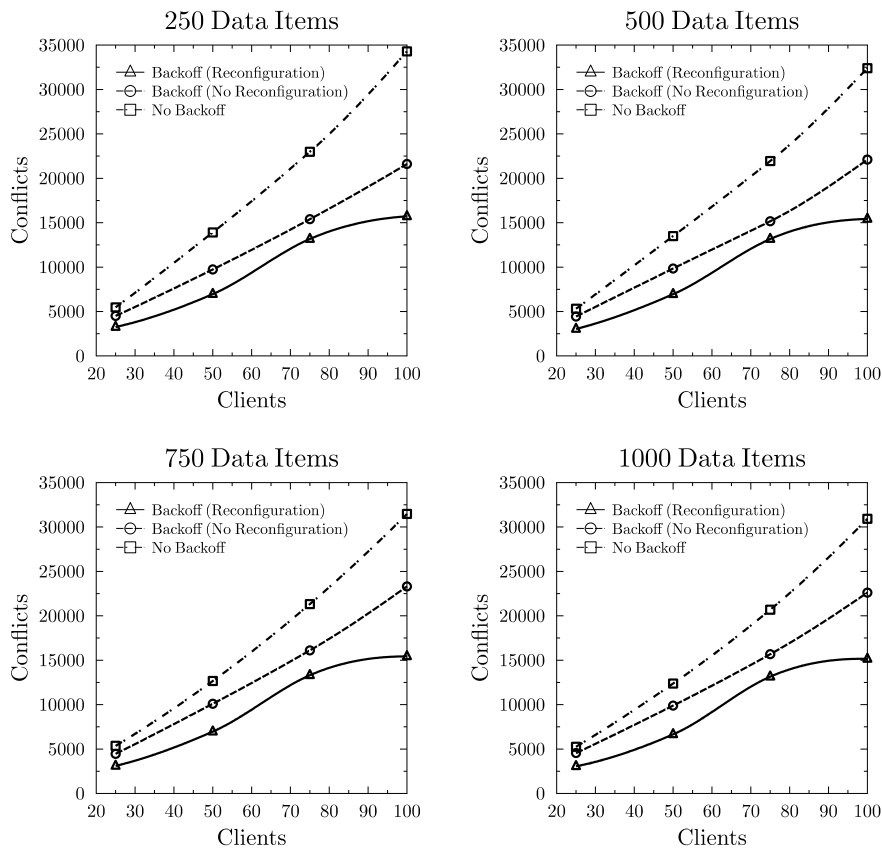 250 Data Items
35000
30000
25000
20000
15000
10000
5000
0
Conflicts
Backoff (Reconfiguration)
Backoff (No Reconfiguration)
No Backoff
20 30 40 50 60 70 80 90 100
Clients
500 Data Items
35000
30000
25000
20000
15000
10000
5000
0
Conflicts
Backoff (Reconfiguration)
Backoff (No Reconfiguration)
No Backoff
20 30 40 50 60 70 80 90 100
Clients
750 Data Items
35000
30000
25000
20000
15000
10000
5000
0
Conflicts
Backoff (Reconfiguration)
Backoff (No Reconfiguration)
No Backoff
20 30 40 50 60 70 80 90 100
Clients
1000 Data Items
35000
30000
25000
20000
15000
10000
5000
0
Conflicts
Backoff (Reconfiguration)
Backoff (No Reconfiguration)
No Backoff
20 30 40 50 60 70 80 90 100
Clients